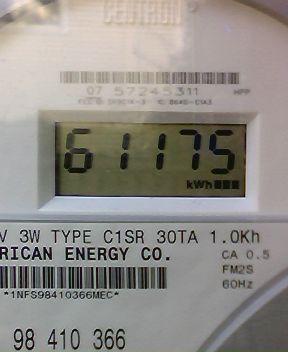 CENTRON
07 57245311
61175
kWh
V 3W TYPE C1SR 30TA 1.0Kh
RICAN ENERGY CO. CA 0.5
FM2S
*1NFS98410366MEC* 60Hz
98 410 366